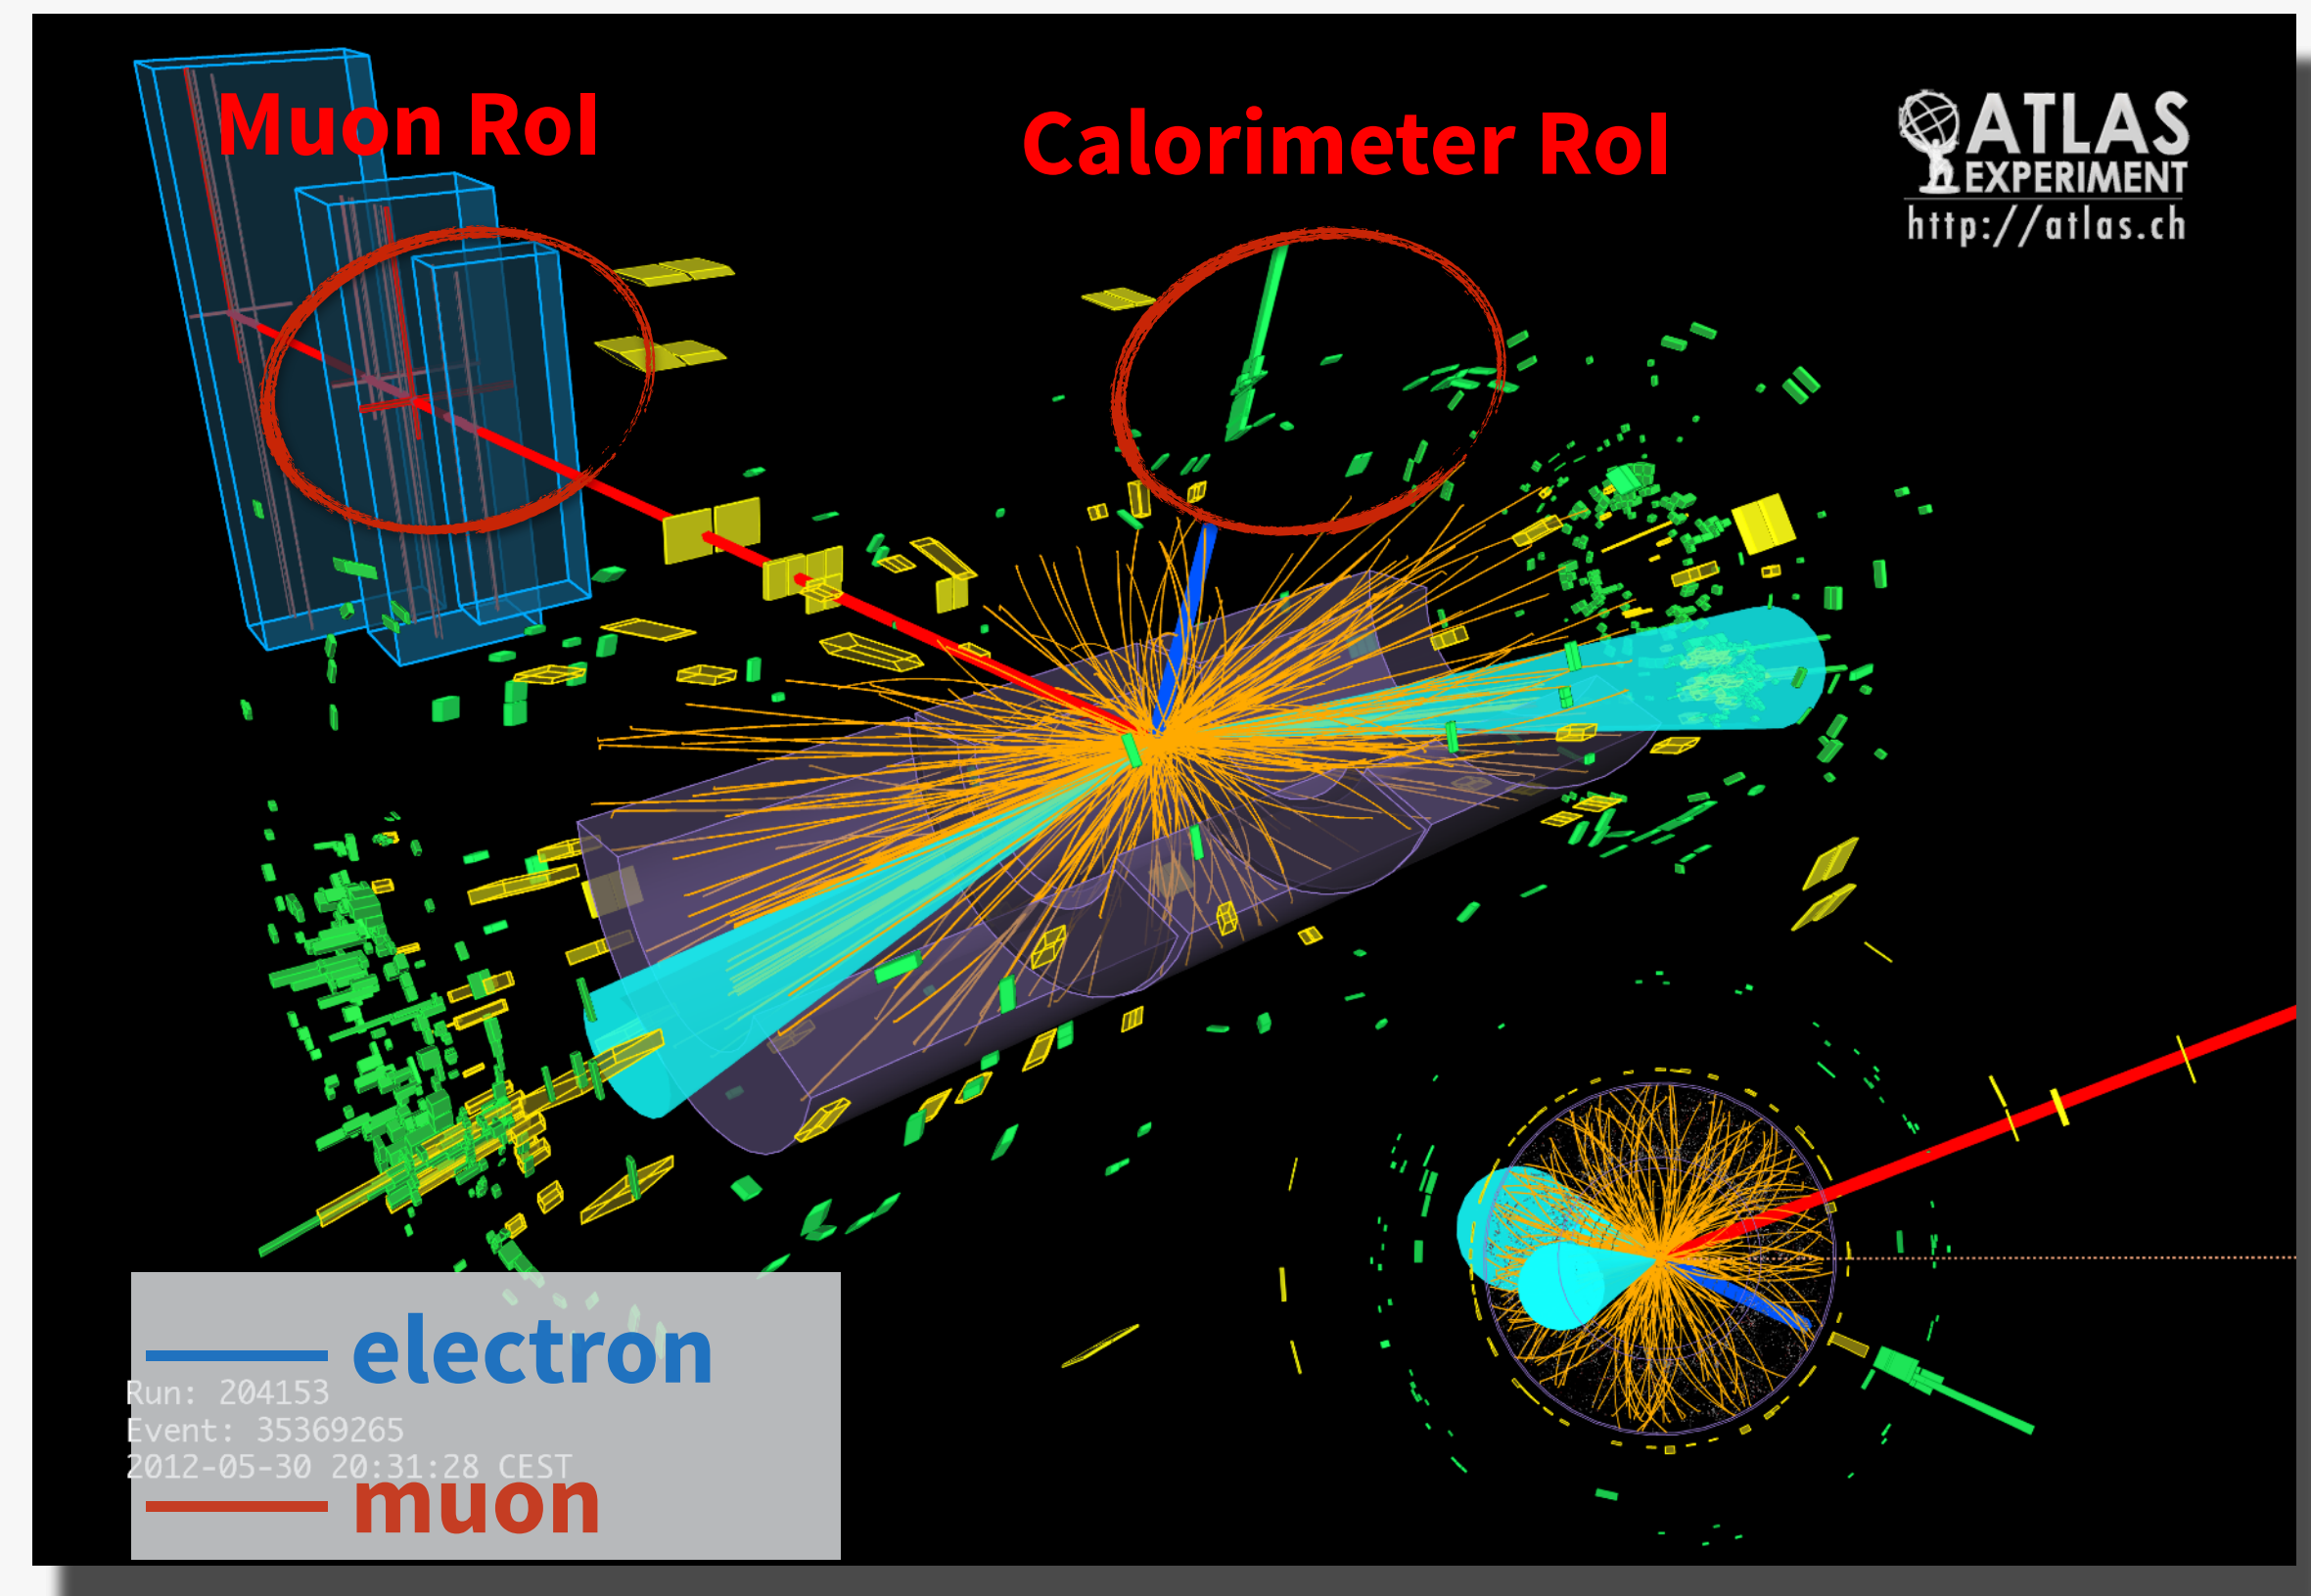 Muon RoI
Calorimeter RoI
ATLAS
EXPERIMENT
http://atlas.ch
electron
Run: 204153
Event: 35369265
2012-05-30 20:31:28 CEST
muon